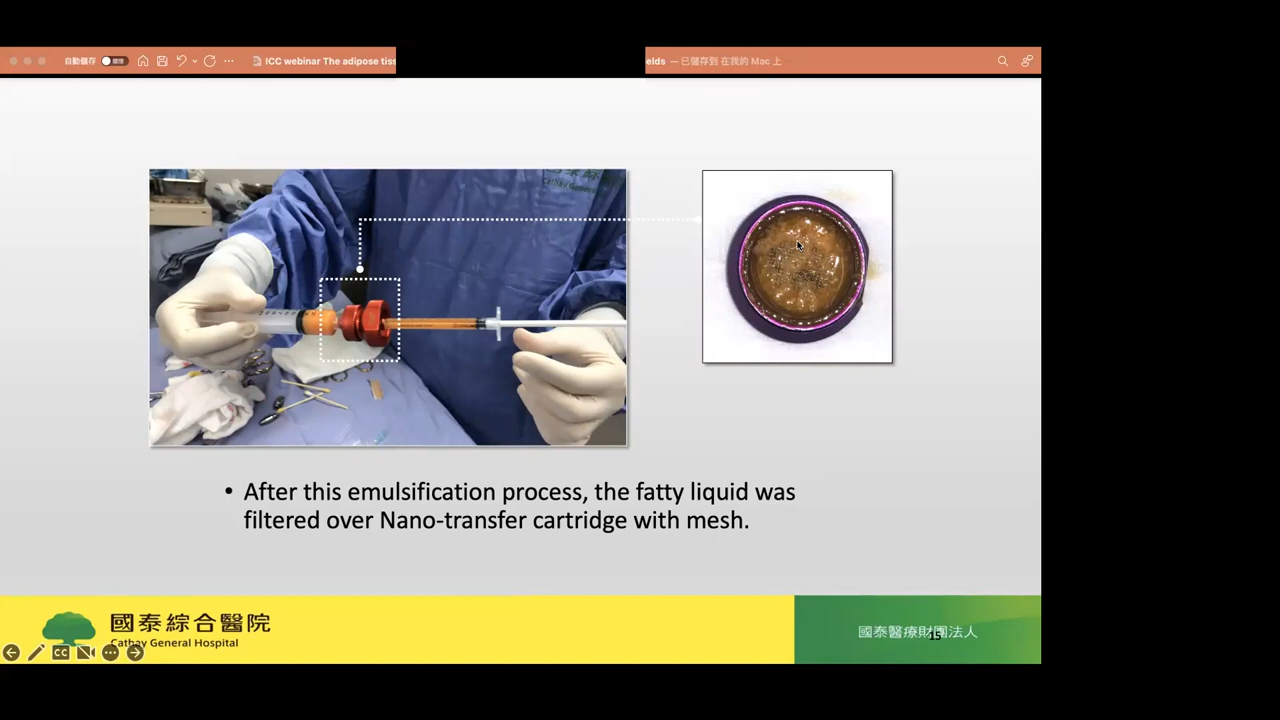 自動儲存
ICC webinar The adipose tiss
elds — 已儲存到 在我的 Mac 上
• After this emulsification process, the fatty liquid was
filtered over Nano-transfer cartridge with mesh.
國泰綜合醫院
Cathay General Hospital
CC
國泰醫療財團法人
15